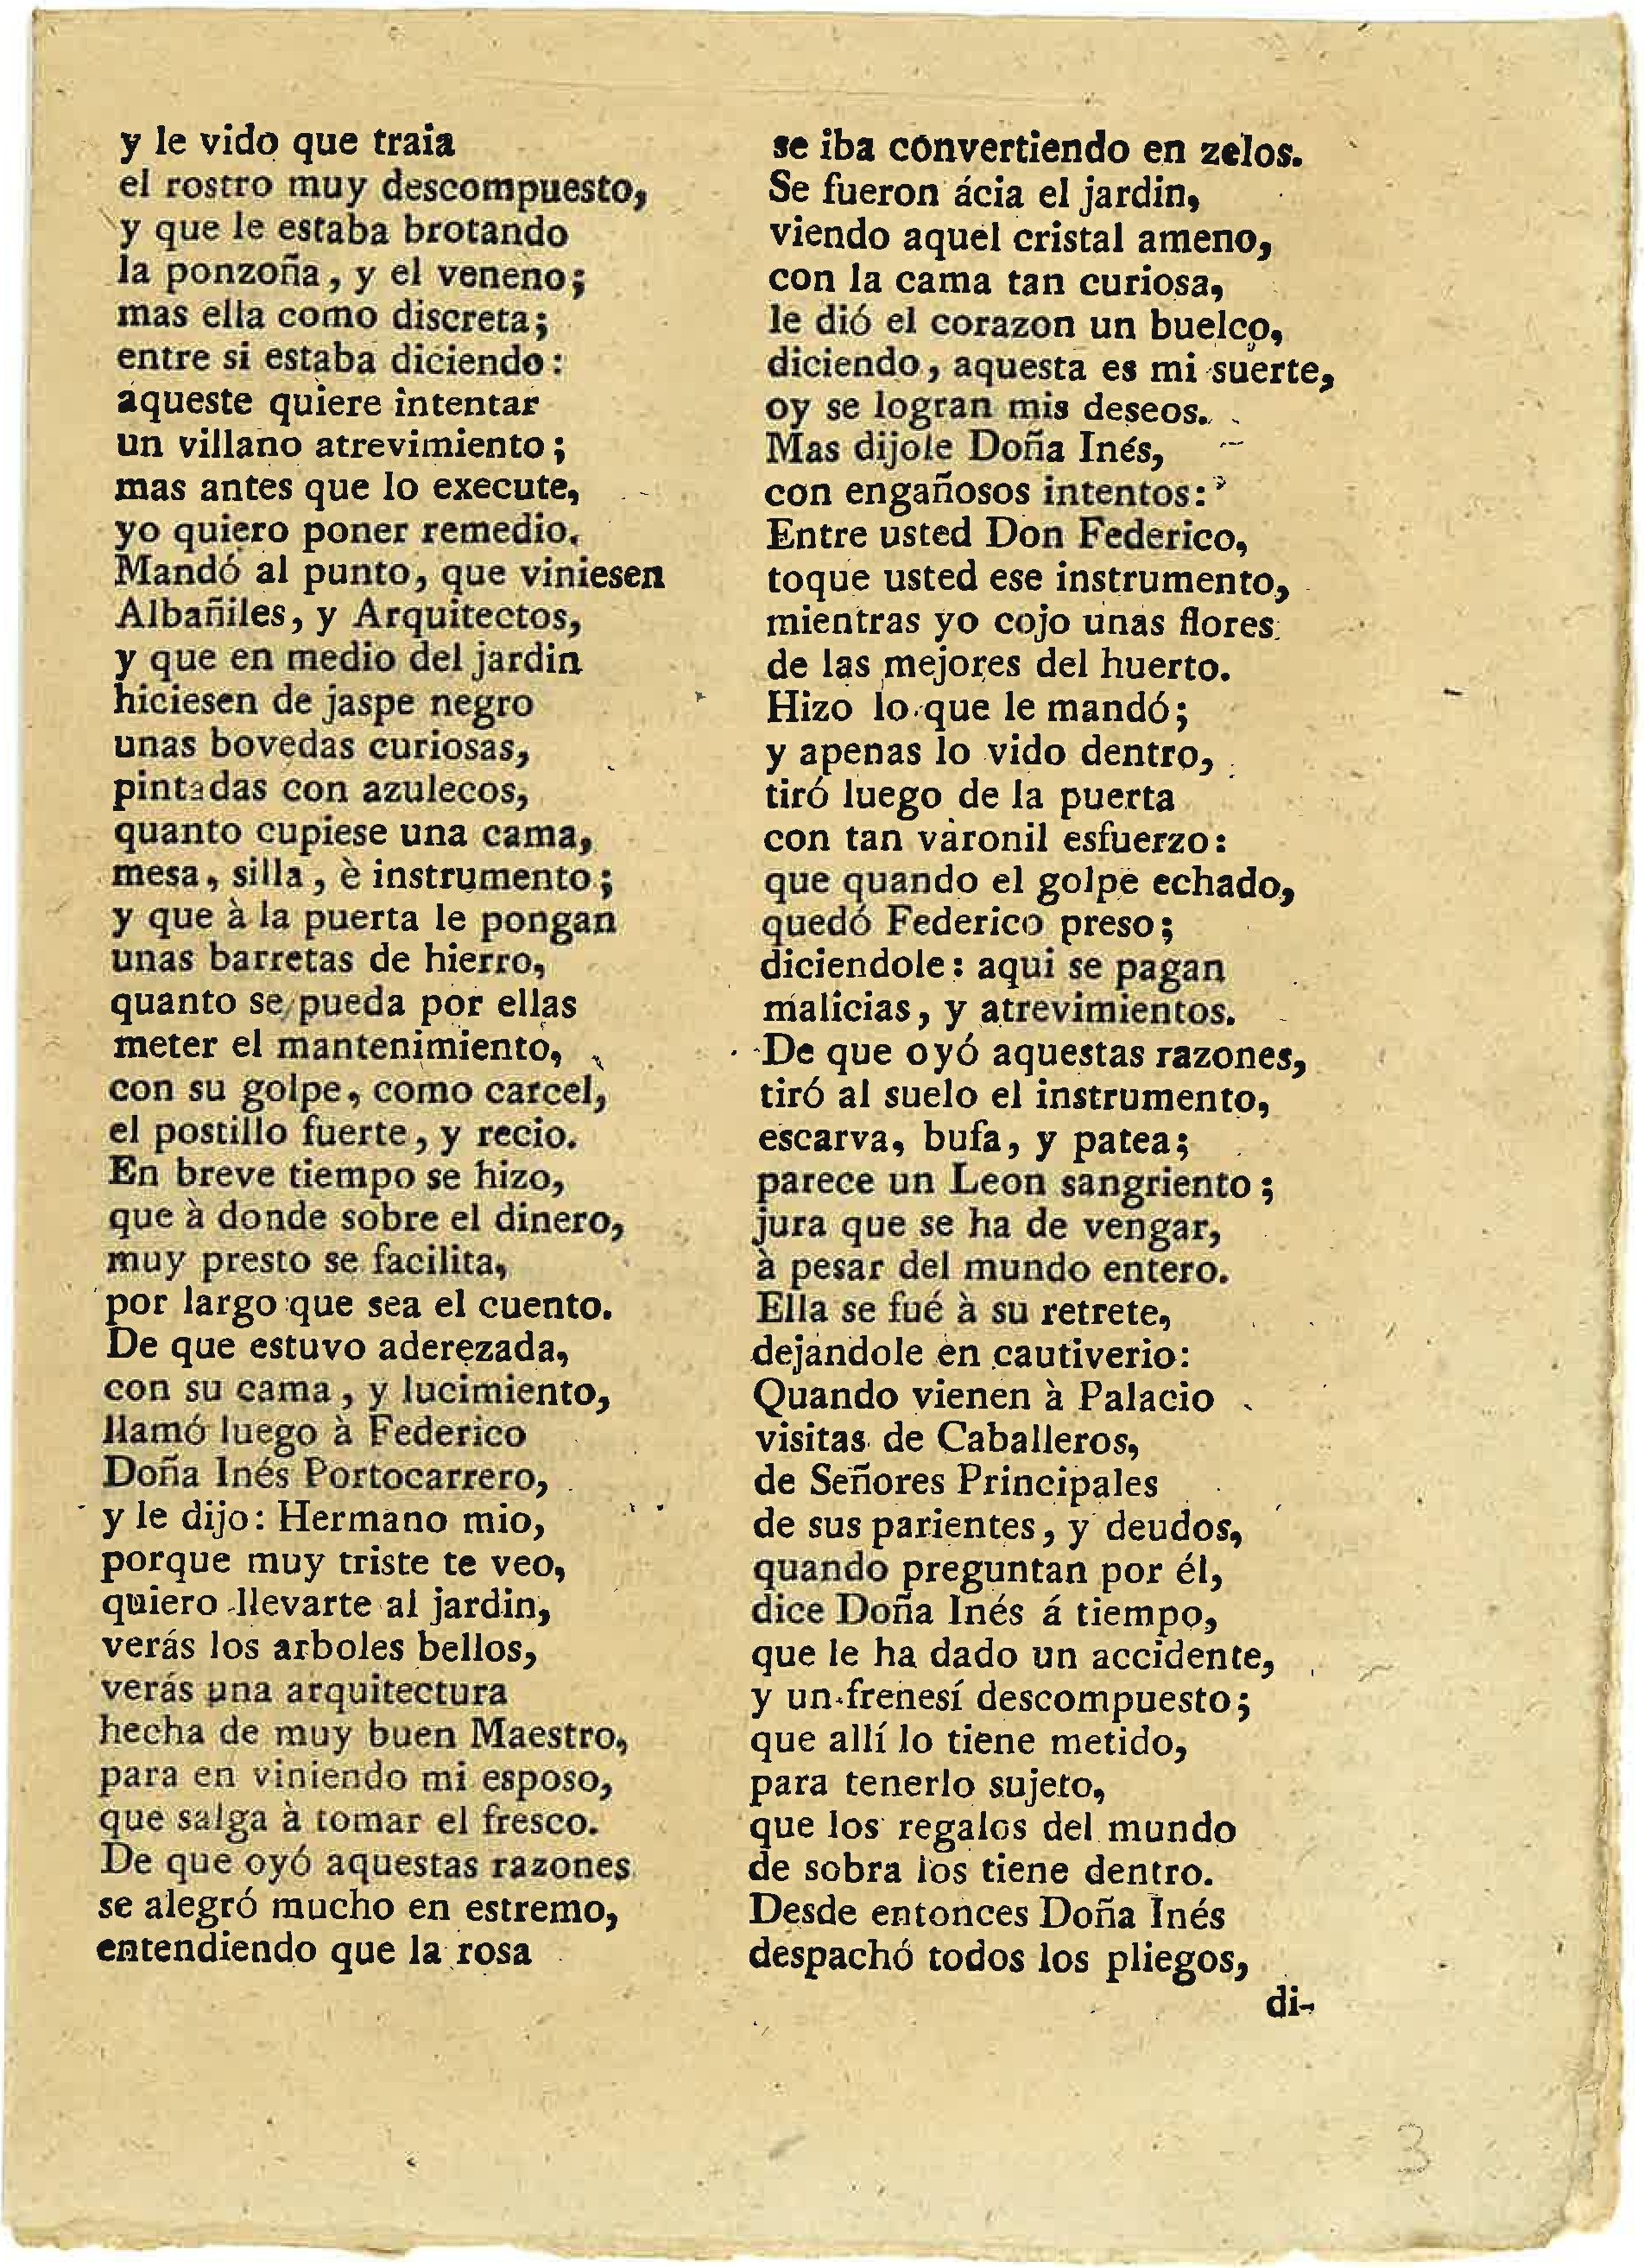 y le vido que traia
el rostro muy descompuesto,
y que le estaba brotando
la ponzoña, y el veneno;
mas ella como discreta;
entre si estaba diciendo:
aqueste quiere intentar
un villano atrevimiento;
mas antes que lo execute,
yo quiero poner remedio.
Mandó al punto, que viniesen
Albañiles, y Arquitectos,
y que en medio del jardin
hiciesen de jaspe negro
unas bovedas curiosas,
pintadas con azulecos,
quanto cupiese una cama,
mesa, silla, è instrumento;
y que à la puerta le pongan
unas barretas de hierro,
quanto se pueda por ellas
meter el mantenimiento,
con su golpe, como carcel,
el postillo fuerte, y recio.
En breve tiempo se hizo,
que à donde sobre el dinero,
muy presto se facilita,
por largo que sea el cuento.
De que estuvo aderezada,
con su cama, y lucimiento,
llamó luego à Federico
Doña Inés Portocarrero,
y le dijo: Hermano mio,
porque muy triste te veo,
quiero llevarte al jardin,
verás los arboles bellos,
verás una arquitectura
hecha de muy buen Maestro,
para en viniendo mi esposo,
que salga à tomar el fresco.
De que oyó aquestas razones
se alegró mucho en estremo,
entendiendo que la rosa
se iba convertiendo en zelos.
Se fueron ácia el jardin,
viendo aquel cristal ameno,
con la cama tan curiosa,
le dió el corazon un buelco,
diciendo, aquesta es mi suerte,
oy se logran mis deseos.
Mas dijole Doña Inés,
con engañosos intentos:
Entre usted Don Federico,
toque usted ese instrumento,
mientras yo cojo unas flores
de las mejores del huerto.
Hizo lo que le mandó;
y apenas lo vido dentro,
tiró luego de la puerta
con tan varonil esfuerzo:
que quando el golpe echado,
quedó Federico preso;
diciendole: aqui se pagan
malicias, y atrevimientos.
De que oyó aquestas razones,
tiró al suelo el instrumento,
escarva, bufa, y patea;
parece un Leon sangriento;
jura que se ha de vengar,
à pesar del mundo entero.
Ella se fué à su retrete,
dejandole en cautiverio:
Quando vienen à Palacio
visitas de Caballeros,
de Señores Principales
de sus parientes, y deudos,
quando preguntan por él,
dice Doña Inés á tiempo,
que le ha dado un accidente,
y un frenesí descompuesto;
que allí lo tiene metido,
para tenerlo sujeto,
que los regalos del mundo
de sobra los tiene dentro.
Desde entonces Doña Inés
despachó todos los pliegos,
di-
3